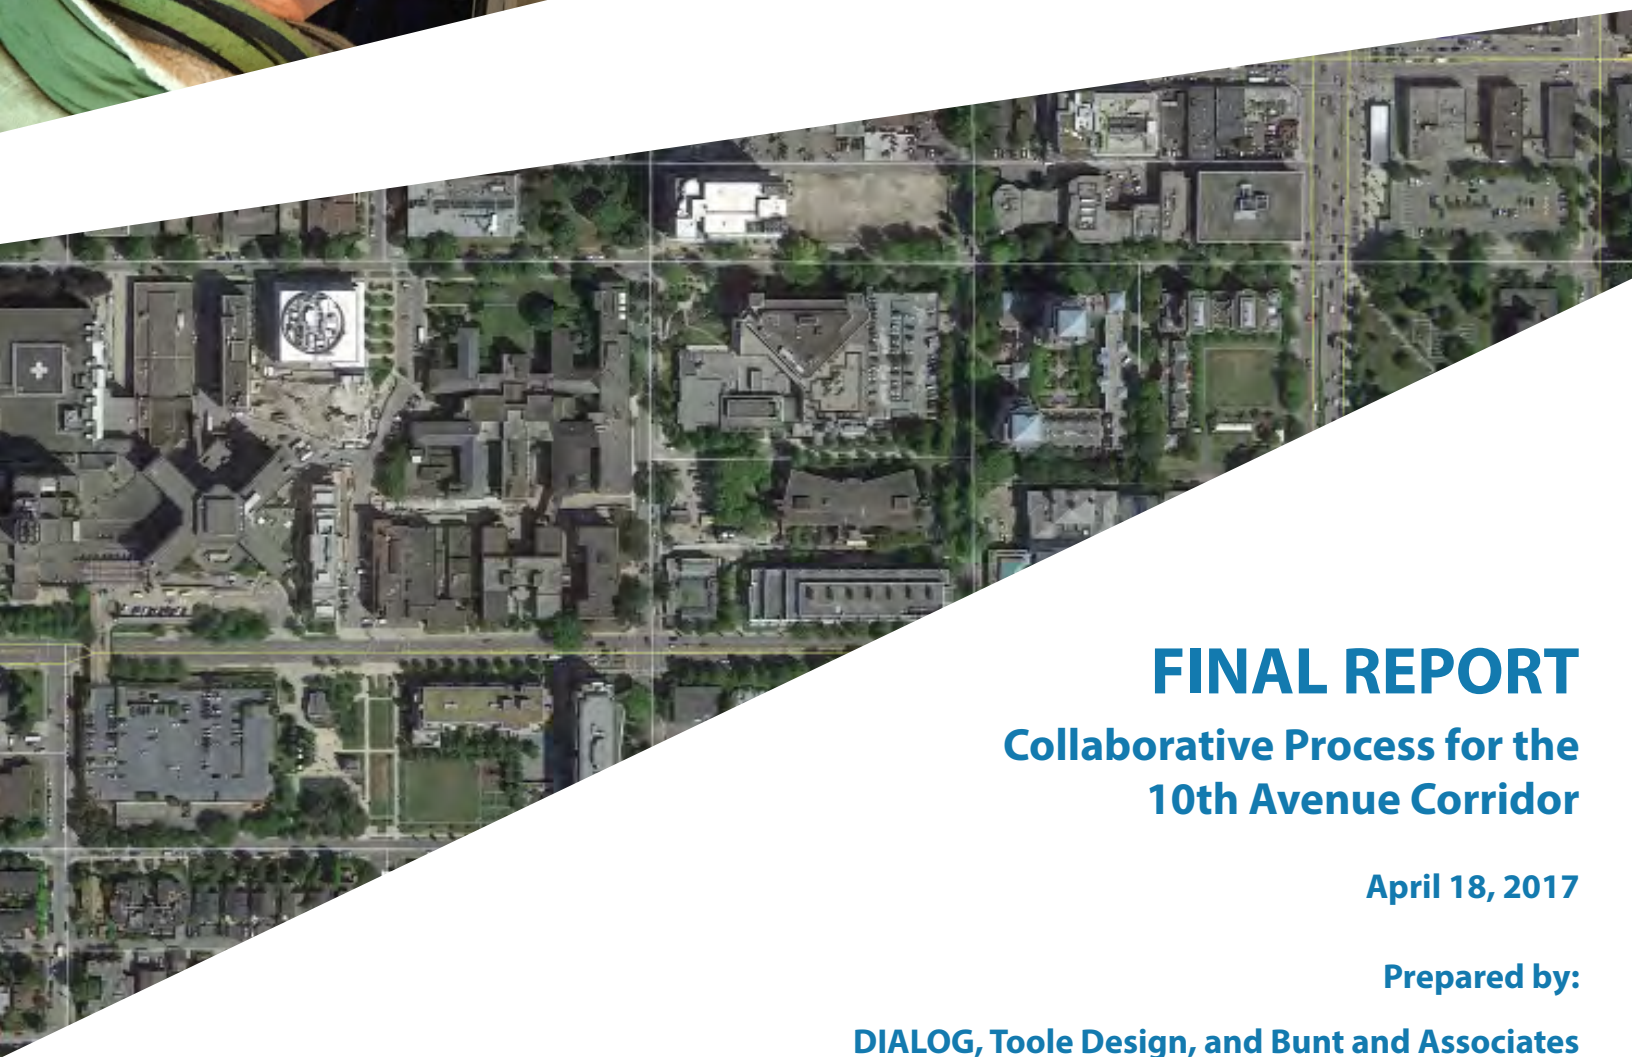 FINAL REPORT
Collaborative Process for the
10th Avenue Corridor
April 18, 2017
Prepared by:
DIALOG, Toole Design, and Bunt and Associates